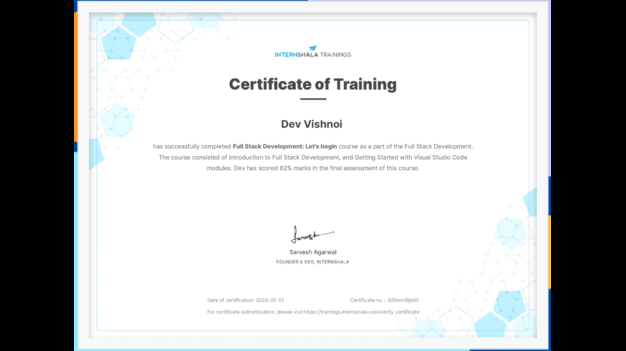 INTERNSHALA TRAININGS
Certificate of Training
Dev Vishnoi
has successfully completed Full Stack Development: Let's begin course as a part of the Full Stack Development.
The course consisted of Introduction to Full Stack Development, and Getting Started with Visual Studio Code
modules. Dev has scored 62% marks in the final assessment of this course.
Sarvesh Agarwal
FOUNDER & CEO, INTERNSHALA
Date of certification: 2024-05-01
Certificate no. :
For certificate authentication, please visit https://trainings.internshala.com/verify_certificate